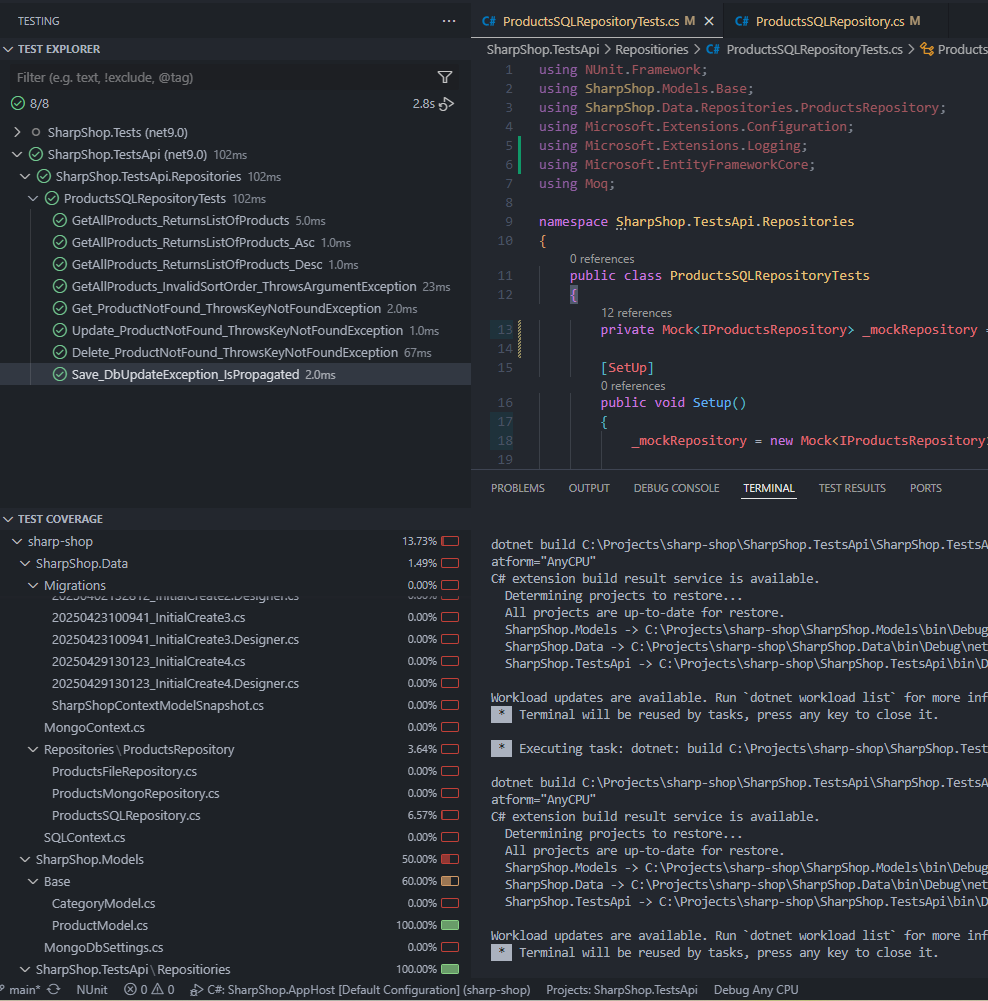 TESTING
TEST EXPLORER
Filter (e.g. text, !exclude, @tag)
8/8 2.8s
SharpShop.Tests (net9.0)
SharpShop.TestsApi (net9.0) 102ms
SharpShop.TestsApi.Repositories 102ms
ProductsSQLRepositoryTests 102ms
GetAllProducts_ReturnsListOfProducts 5.0ms
GetAllProducts_ReturnsListOfProducts_Asc 1.0ms
GetAllProducts_ReturnsListOfProducts_Desc 1.0ms
GetAllProducts_InvalidSortOrder_ThrowsArgumentException 23ms
Get_ProductNotFound_ThrowsKeyNotFoundException 2.0ms
Update_ProductNotFound_ThrowsKeyNotFoundException 1.0ms
Delete_ProductNotFound_ThrowsKeyNotFoundException 67ms
Save_DbUpdateException_IsPropagated 2.0ms
TEST COVERAGE
sharp-shop 13.73%
SharpShop.Data 1.49%
Migrations 0.00%
20250423100941_InitialCreate3.cs 0.00%
20250423100941_InitialCreate3.Designer.cs 0.00%
20250429130123_InitialCreate4.cs 0.00%
20250429130123_InitialCreate4.Designer.cs 0.00%
SharpShopContextModelSnapshot.cs 0.00%
MongoContext.cs 0.00%
Repositories\ProductsRepository 3.64%
ProductsFileRepository.cs 0.00%
ProductsMongoRepository.cs 0.00%
ProductsSQLRepository.cs 6.57%
SQLContext.cs 0.00%
SharpShop.Models 50.00%
Base 60.00%
CategoryModel.cs 0.00%
ProductModel.cs 100.00%
MongoDbSettings.cs 0.00%
SharpShop.TestsApi\Repositiories 100.00%
C# ProductsSQLRepositoryTests.cs M C# ProductsSQLRepository.cs M
SharpShop.TestsApi > Repositiories > C# ProductsSQLRepositoryTests.cs > Products
1 using NUnit.Framework;
2 using SharpShop.Models.Base;
3 using SharpShop.Data.Repositories.ProductsRepository;
4 using Microsoft.Extensions.Configuration;
5 using Microsoft.Extensions.Logging;
6 using Microsoft.EntityFrameworkCore;
7 using Moq;
8
9 namespace SharpShop.TestsApi.Repositories
10 {
0 references
11 public class ProductsSQLRepositoryTests
12 {
12 references
13 private Mock<IProductsRepository> _mockRepository =
14
15 [SetUp]
0 references
16 public void Setup()
17 {
18 _mockRepository = new Mock<IProductsRepository>
19
PROBLEMS OUTPUT DEBUG CONSOLE TERMINAL TEST RESULTS PORTS
dotnet build C:\Projects\sharp-shop\SharpShop.TestsApi\SharpShop.TestsA
atform="AnyCPU"
C# extension build result service is available.
Determining projects to restore...
All projects are up-to-date for restore.
SharpShop.Models -> C:\Projects\sharp-shop\SharpShop.Models\bin\Debug
SharpShop.Data -> C:\Projects\sharp-shop\SharpShop.Data\bin\Debug\net
SharpShop.TestsApi -> C:\Projects\sharp-shop\SharpShop.TestsApi\bin\D
Workload updates are available. Run `dotnet workload list` for more inf
* Terminal will be reused by tasks, press any key to close it.
* Executing task: dotnet: build C:\Projects\sharp-shop\SharpShop.Test
dotnet build C:\Projects\sharp-shop\SharpShop.TestsApi\SharpShop.TestsA
atform="AnyCPU"
C# extension build result service is available.
Determining projects to restore...
All projects are up-to-date for restore.
SharpShop.Models -> C:\Projects\sharp-shop\SharpShop.Models\bin\Debug
SharpShop.Data -> C:\Projects\sharp-shop\SharpShop.Data\bin\Debug\net
SharpShop.TestsApi -> C:\Projects\sharp-shop\SharpShop.TestsApi\bin\D
Workload updates are available. Run `dotnet workload list` for more inf
* Terminal will be reused by tasks, press any key to close it.
main* NUnit 0 0 C#: SharpShop.AppHost [Default Configuration] (sharp-shop) Projects: SharpShop.TestsApi Debug Any CPU